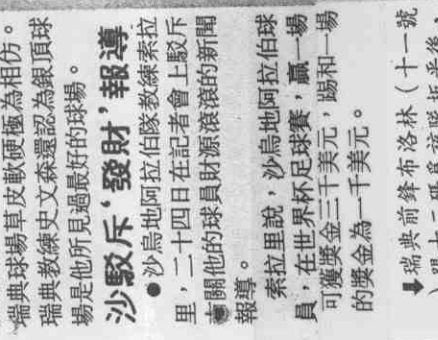 瑞典球場草皮軟硬極為相仿。
瑞典教練史文森還認為銀頂球
場是他所見過最好的球場。
沙駁斥‘發財’報導
●沙烏地阿拉伯隊教練索拉
里，二十四日在記者會上駁斥
有關他的球員財源滾滾的新聞
報導。
索拉里說，沙烏地阿拉伯球
員，在世界杯足球賽，贏一場
可獲獎金三千美元，踢和一場
的獎金為一千美元。
⬇瑞典前鋒布洛林（十一號